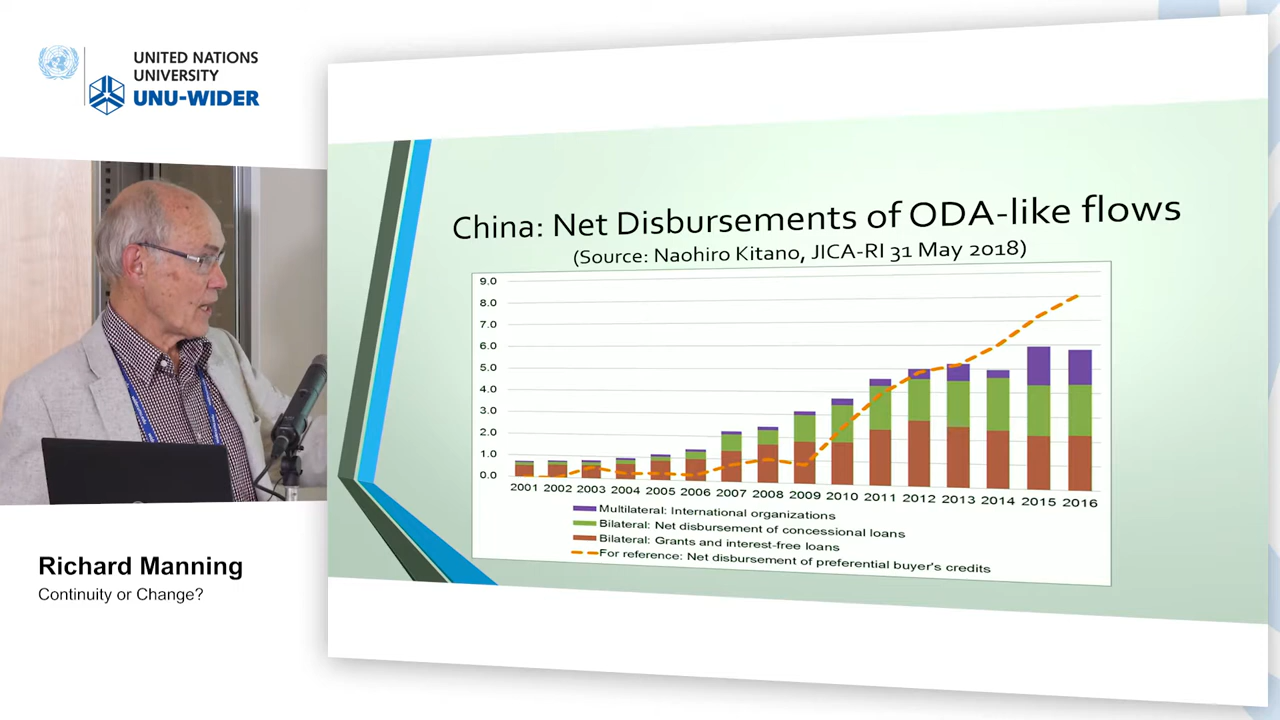 UNITED NATIONS
UNIVERSITY
UNU-WIDER
Richard Manning
Continuity or Change?
China: Net Disbursements of ODA-like flows
(Source: Naohiro Kitano, JICA-RI 31 May 2018)
9.0
8.0
7.0
6.0
5.0
4.0
3.0
2.0
1.0
0.0
2001 2002 2003 2004 2005 2006 2007 2008 2009 2010 2011 2012 2013 2014 2015 2016
Multilateral: International organizations
Bilateral: Net disbursement of concessional loans
Bilateral: Grants and interest-free loans
For reference: Net disbursement of preferential buyer's credits